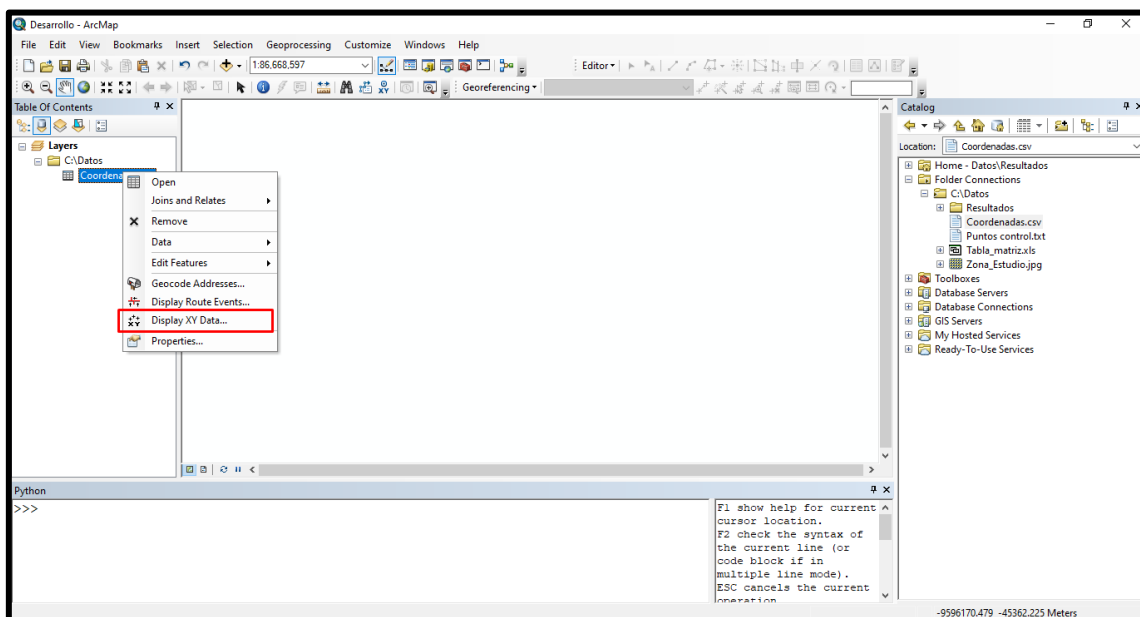 Desarrollo - ArcMap
File Edit View Bookmarks Insert Selection Geoprocessing Customize Windows Help
1:86,668,597
Editor
Georeferencing
Table Of Contents
Layers
C:\Datos
Coordena
Open
Joins and Relates
Remove
Data
Edit Features
Geocode Addresses...
Display Route Events...
Display XY Data...
Properties...
Catalog
Location: Coordenadas.csv
Home - Datos\Resultados
Folder Connections
C:\Datos
Resultados
Coordenadas.csv
Puntos control.txt
Tabla_matriz.xls
Zona_Estudio.jpg
Toolboxes
Database Servers
Database Connections
GIS Servers
My Hosted Services
Ready-To-Use Services
Python
>>>
F1 show help for current
cursor location.
F2 check the syntax of
the current line (or
code block if in
multiple line mode).
ESC cancels the current
operation
-9596170.479 -45362.225 Meters